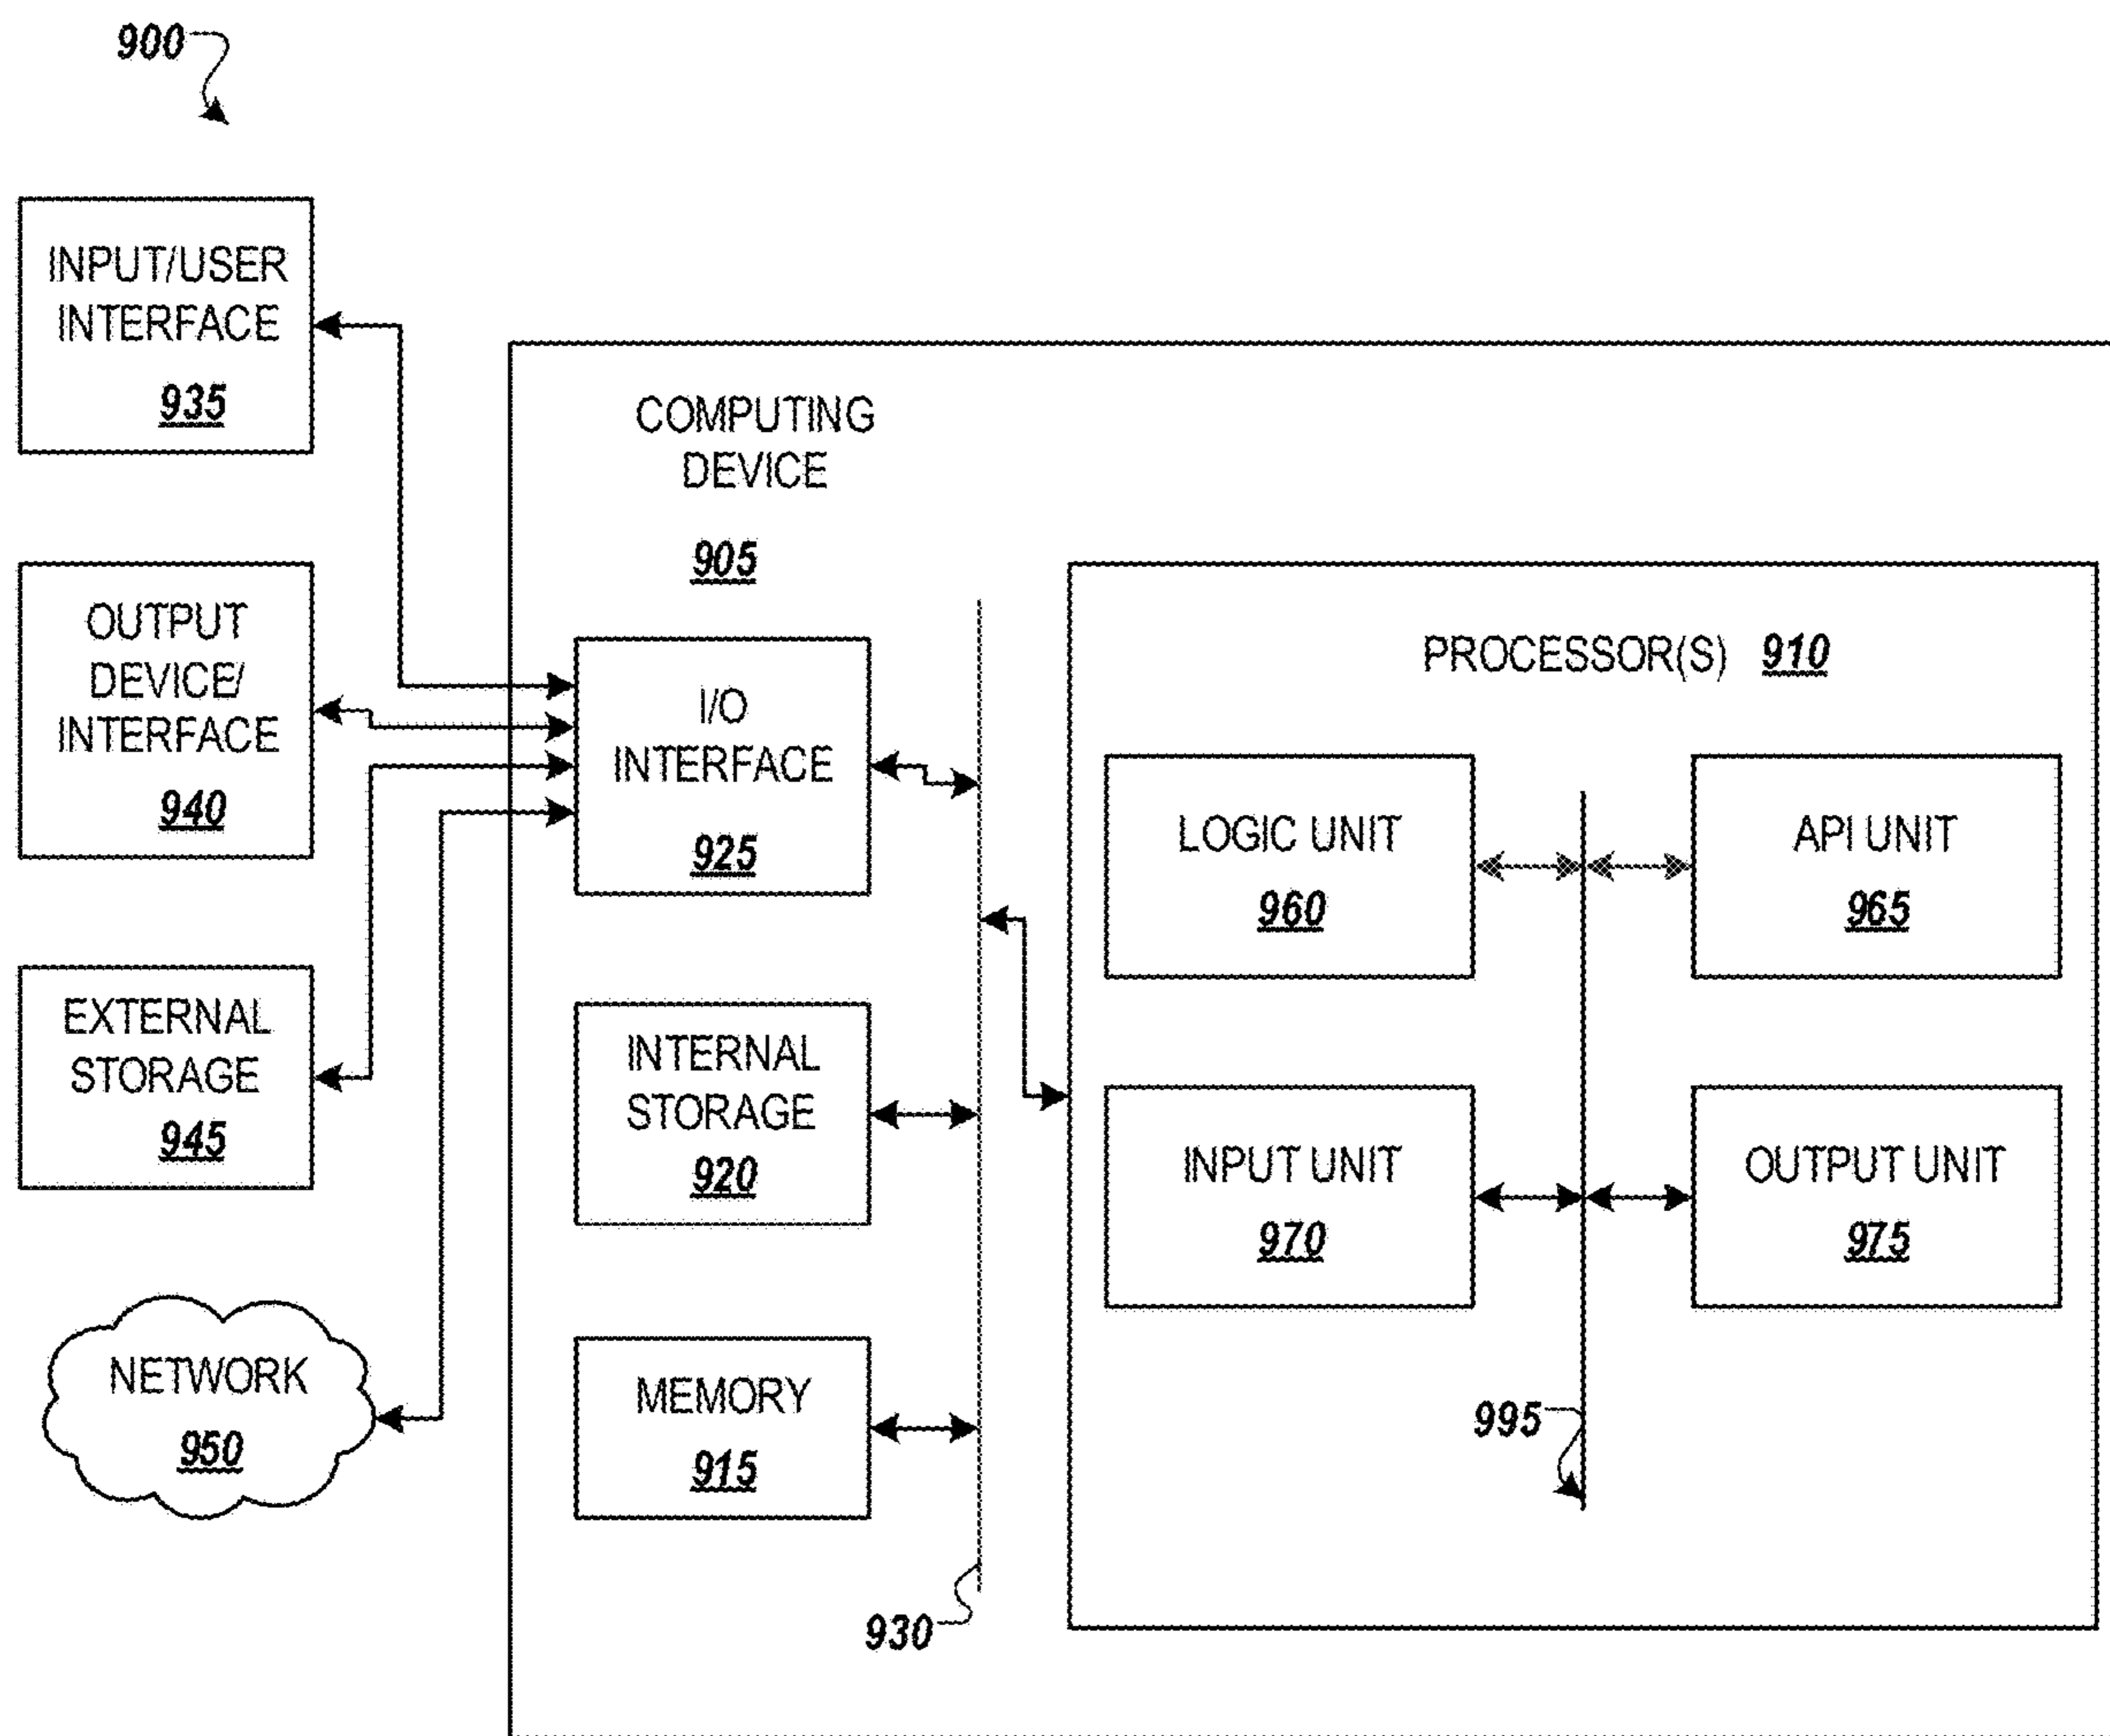 900
INPUT/USER
INTERFACE
935
OUTPUT
DEVICE/
INTERFACE
940
EXTERNAL
STORAGE
945
NETWORK
950
COMPUTING
DEVICE
905
I/O
INTERFACE
925
INTERNAL
STORAGE
920
MEMORY
915
930
PROCESSOR(S) 910
LOGIC UNIT
960
API UNIT
965
INPUT UNIT
970
OUTPUT UNIT
975
995